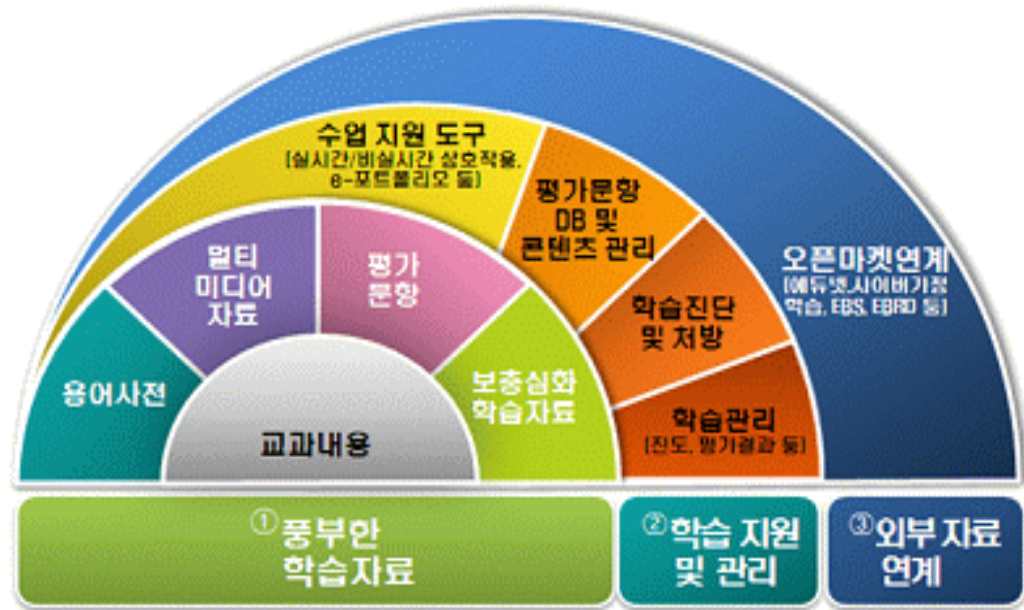 수업 지원 도구
(실시간/비실시간 상호작용,
e-포트폴리오 등)
평가문항
DB 및
콘텐츠 관리
멀티
미디어
자료
평가
문항
오픈마켓연계
(에듀넷,사이버가정
학습, EBS, EBRD 등)
학습진단
및 처방
용어사전
보충심화
학습자료
학습관리
(진도, 평가결과 등)
교과내용
① 풍부한
학습자료
② 학습 지원
및 관리
③ 외부 자료
연계